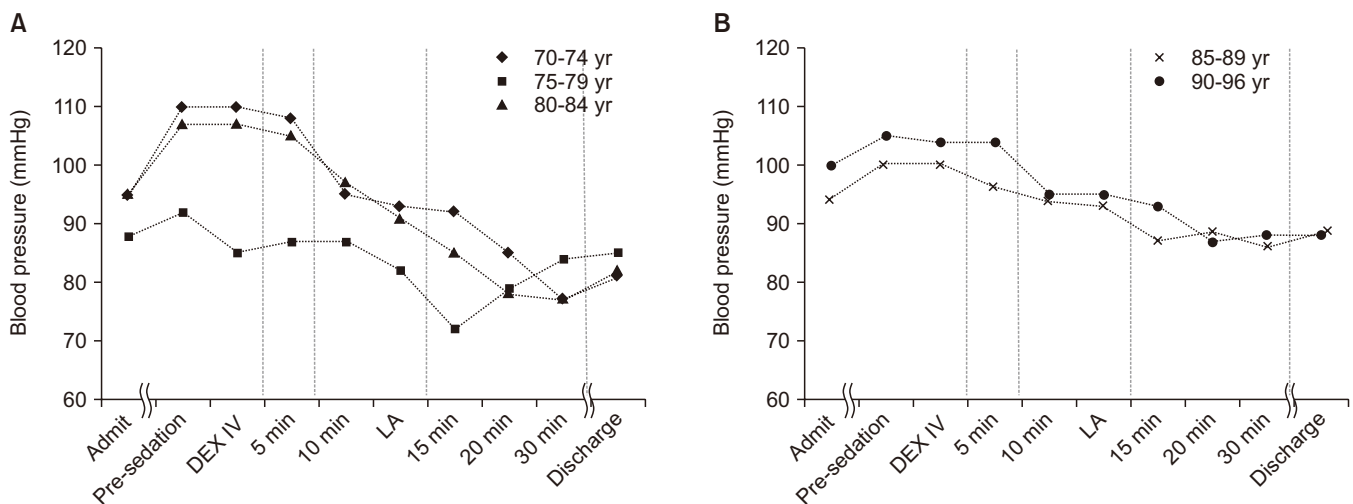 A
Blood pressure (mmHg)
120
110
100
90
80
70
60
70-74 yr
75-79 yr
80-84 yr
Admit
Pre-sedation
DEX IV
5 min
10 min
LA
15 min
20 min
30 min
Discharge
B
Blood pressure (mmHg)
120
110
100
90
80
70
60
85-89 yr
90-96 yr
Admit
Pre-sedation
DEX IV
5 min
10 min
LA
15 min
20 min
30 min
Discharge